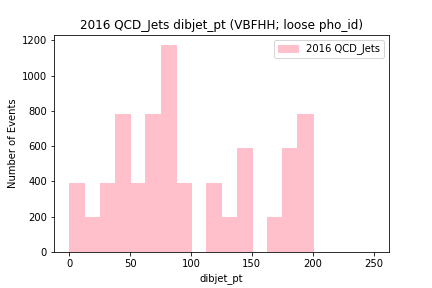 2016 QCD_Jets dibjet_pt (VBFHH; loose pho_id)
2016 QCD_Jets
Number of Events
1200
1000
800
600
400
200
0
0 50 100 150 200 250
dibjet_pt